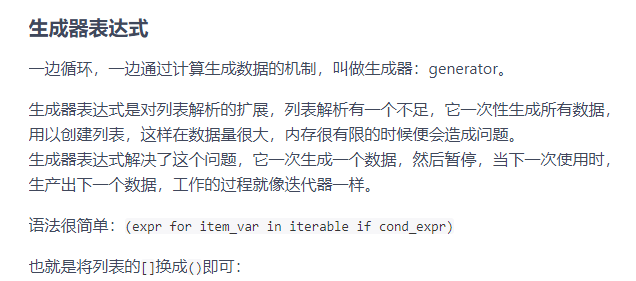 生成器表达式
一边循环，一边通过计算生成数据的机制，叫做生成器：generator。
生成器表达式是对列表解析的扩展，列表解析有一个不足，它一次性生成所有数据，
用以创建列表，这样在数据量很大，内存很有限的时候便会造成问题。
生成器表达式解决了这个问题，它一次生成一个数据，然后暂停，当下一次使用时，
生产出下一个数据，工作的过程就像迭代器一样。
语法很简单：(expr for item_var in iterable if cond_expr)
也就是将列表的[]换成()即可：